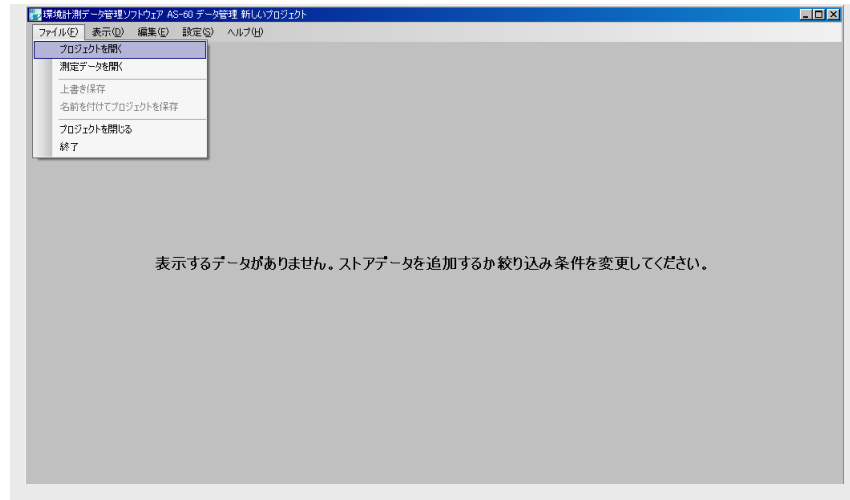 環境計測データ管理ソフトウェア AS-60 データ管理 新しいプロジェクト
ファイル(F) 表示(D) 編集(E) 設定(S) ヘルプ(H)
プロジェクトを開く
測定データを開く
上書き保存
名前を付けてプロジェクトを保存
プロジェクトを閉じる
終了
表示するデータがありません。ストアデータを追加するか絞り込み条件を変更してください。